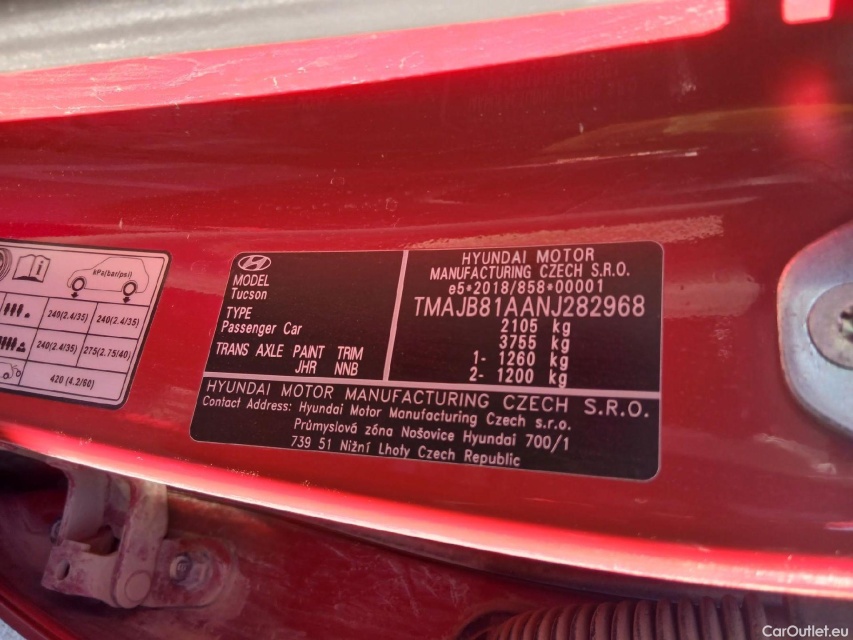 kPa(bar/psi)
240(2.4/35) 240(2.4/35)
240(2.4/35) 275(2.75/40)
420 (4.2/60)
MODEL
Tucson
TYPE
Passenger Car
TRANS AXLE PAINT TRIM
JHR NNB
HYUNDAI MOTOR
MANUFACTURING CZECH S.R.O.
e5*2018/858*00001
TMAJB81AANJ282968
2105 kg
3755 kg
1- 1260 kg
2- 1200 kg
HYUNDAI MOTOR MANUFACTURING CZECH S.R.O.
Contact Address: Hyundai Motor Manufacturing Czech s.r.o.
Průmyslová zóna Nošovice Hyundai 700/1
739 51 Nižní Lhoty Czech Republic
CarOutlet.eu